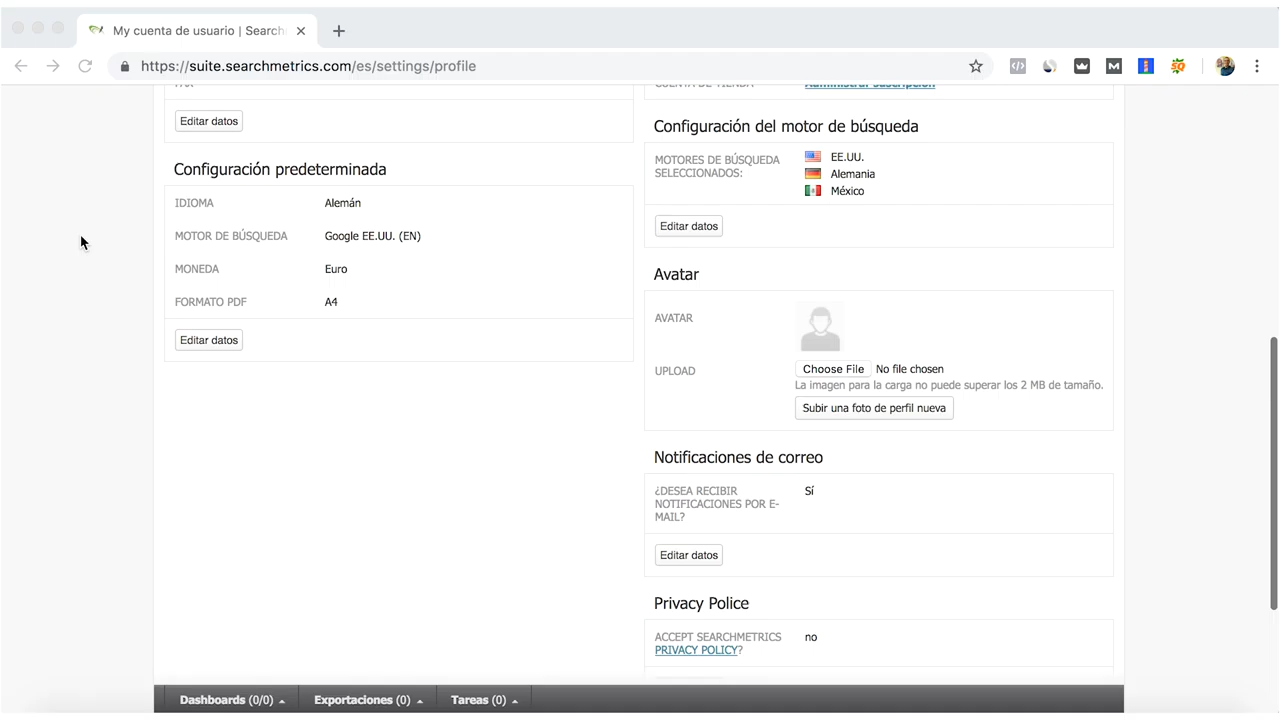 My cuenta de usuario | Search
https://suite.searchmetrics.com/es/settings/profile
Editar datos
Configuración predeterminada
IDIOMA Alemán
MOTOR DE BÚSQUEDA Google EE.UU. (EN)
MONEDA Euro
FORMATO PDF A4
Editar datos
Configuración del motor de búsqueda
MOTORES DE BÚSQUEDA
SELECCIONADOS:
EE.UU.
Alemania
México
Editar datos
Avatar
AVATAR
UPLOAD Choose File No file chosen
La imagen para la carga no puede superar los 2 MB de tamaño.
Subir una foto de perfil nueva
Notificaciones de correo
¿DESEA RECIBIR Sí
NOTIFICACIONES POR E-
MAIL?
Editar datos
Privacy Police
ACCEPT SEARCHMETRICS no
PRIVACY POLICY?
Dashboards (0/0) Exportaciones (0) Tareas (0)